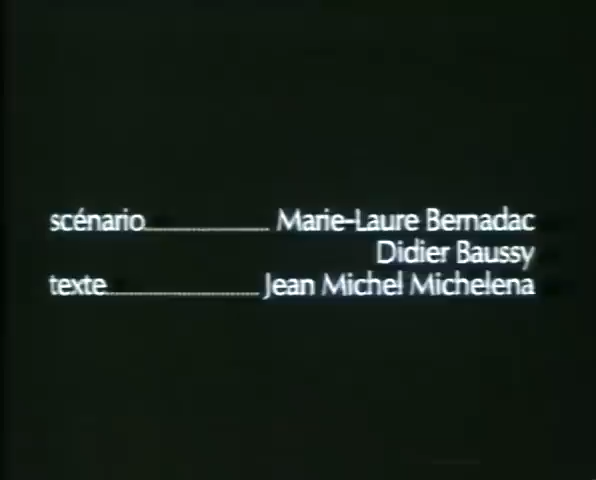 scénario.................... Marie-Laure Bernadac
Didier Baussy
texte......................... Jean Michel Michelena